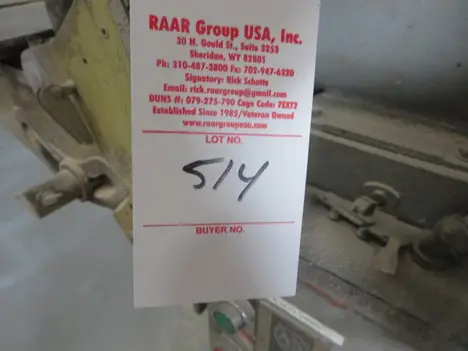 RAAR Group USA, Inc.
30 N. Gould St., Suite 3253
Sheridan, WY 82801
Ph: 310-487-3800 Fx: 702-947-6320
Signatory: Rick Schotts
Email: rick.raargroup@gmail.com
DUNS #: 079-275-790 Cage Code: 7EXT2
Established Since 1985/Veteran Owned
www.raargroupusa.com
LOT NO.
514
BUYER NO.